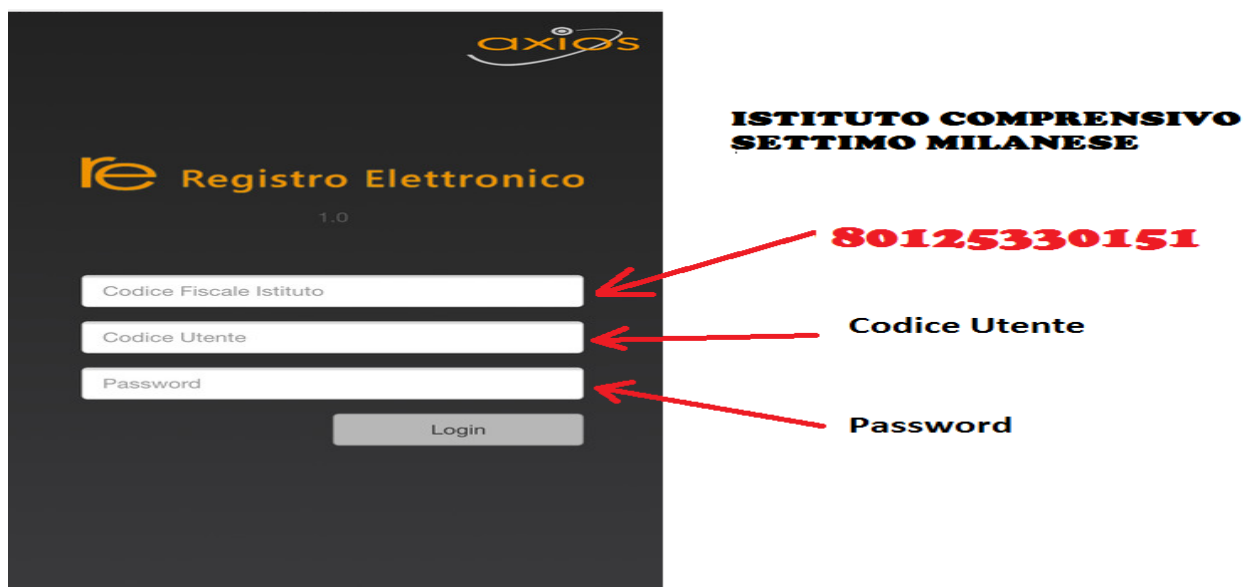 axios
re Registro Elettronico
1.0
Codice Fiscale Istituto
Codice Utente
Password
Login
ISTITUTO COMPRENSIVO
SETTIMO MILANESE
80125330151
Codice Utente
Password